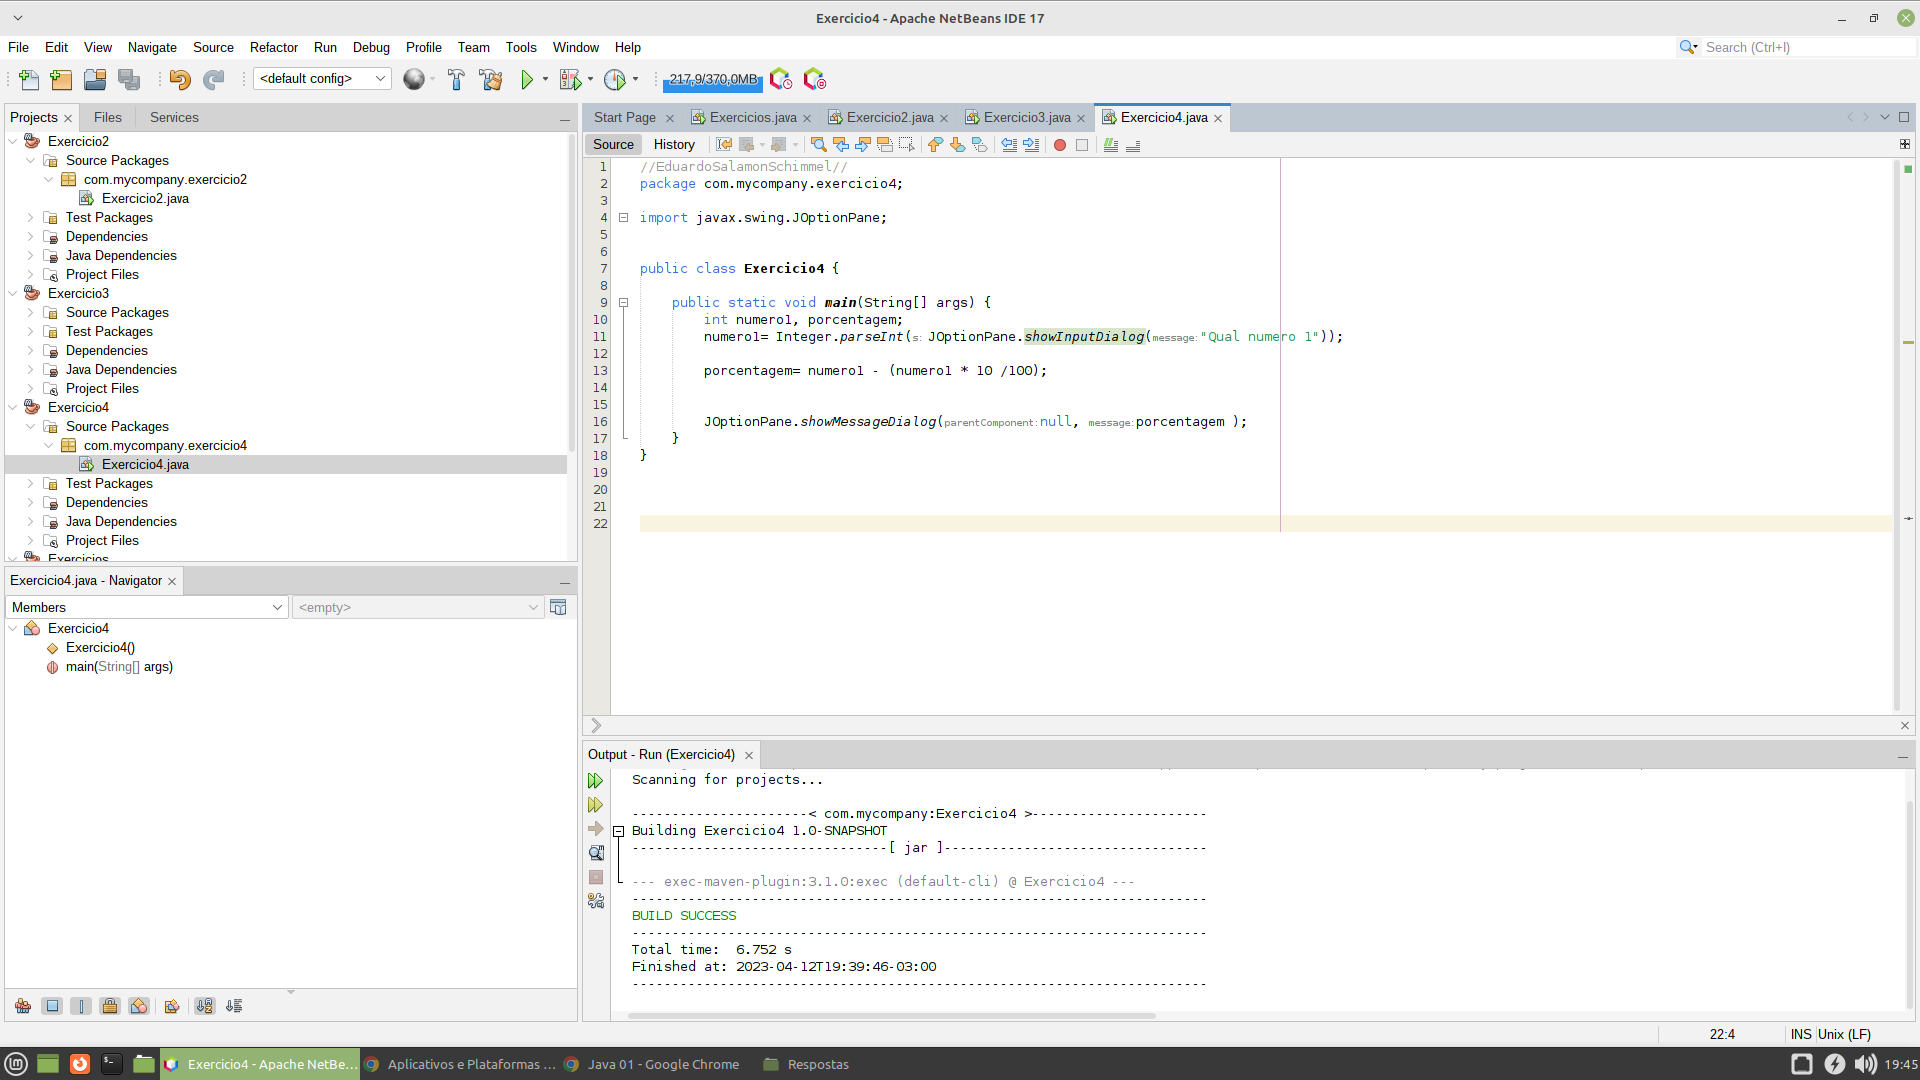 Exercicio4 - Apache NetBeans IDE 17
File Edit View Navigate Source Refactor Run Debug Profile Team Tools Window Help
Search (Ctrl+I)
<default config>
217,9/370,0MB
Projects Files Services
Exercicio2
Source Packages
com.mycompany.exercicio2
Exercicio2.java
Test Packages
Dependencies
Java Dependencies
Project Files
Exercicio3
Source Packages
Test Packages
Dependencies
Java Dependencies
Project Files
Exercicio4
Source Packages
com.mycompany.exercicio4
Exercicio4.java
Test Packages
Dependencies
Java Dependencies
Project Files
Exercicios
Exercicio4.java - Navigator
Members
<empty>
Exercicio4
Exercicio4()
main(String[] args)
Start Page Exercicios.java Exercicio2.java Exercicio3.java Exercicio4.java
Source History
1 //EduardoSalamonSchimmel//
2 package com.mycompany.exercicio4;
3
4 import javax.swing.JOptionPane;
5
6
7 public class Exercicio4 {
8
9 public static void main(String[] args) {
10 int numero1, porcentagem;
11 numero1= Integer.parseInt(s: JOptionPane.showInputDialog(message: "Qual numero 1"));
12
13 porcentagem= numero1 - (numero1 * 10 /100);
14
15
16 JOptionPane.showMessageDialog(parentComponent: null, message: porcentagem );
17 }
18 }
19
20
21
22
Output - Run (Exercicio4)
Scanning for projects...
----------------------< com.mycompany:Exercicio4 >----------------------
Building Exercicio4 1.0-SNAPSHOT
--------------------------------[ jar ]---------------------------------
--- exec-maven-plugin:3.1.0:exec (default-cli) @ Exercicio4 ---
------------------------------------------------------------------------
BUILD SUCCESS
------------------------------------------------------------------------
Total time:  6.752 s
Finished at: 2023-04-12T19:39:46-03:00
------------------------------------------------------------------------
22:4 INS Unix (LF)
Exercicio4 - Apache NetBe... Aplicativos e Plataformas ... Java 01 - Google Chrome Respostas 19:45